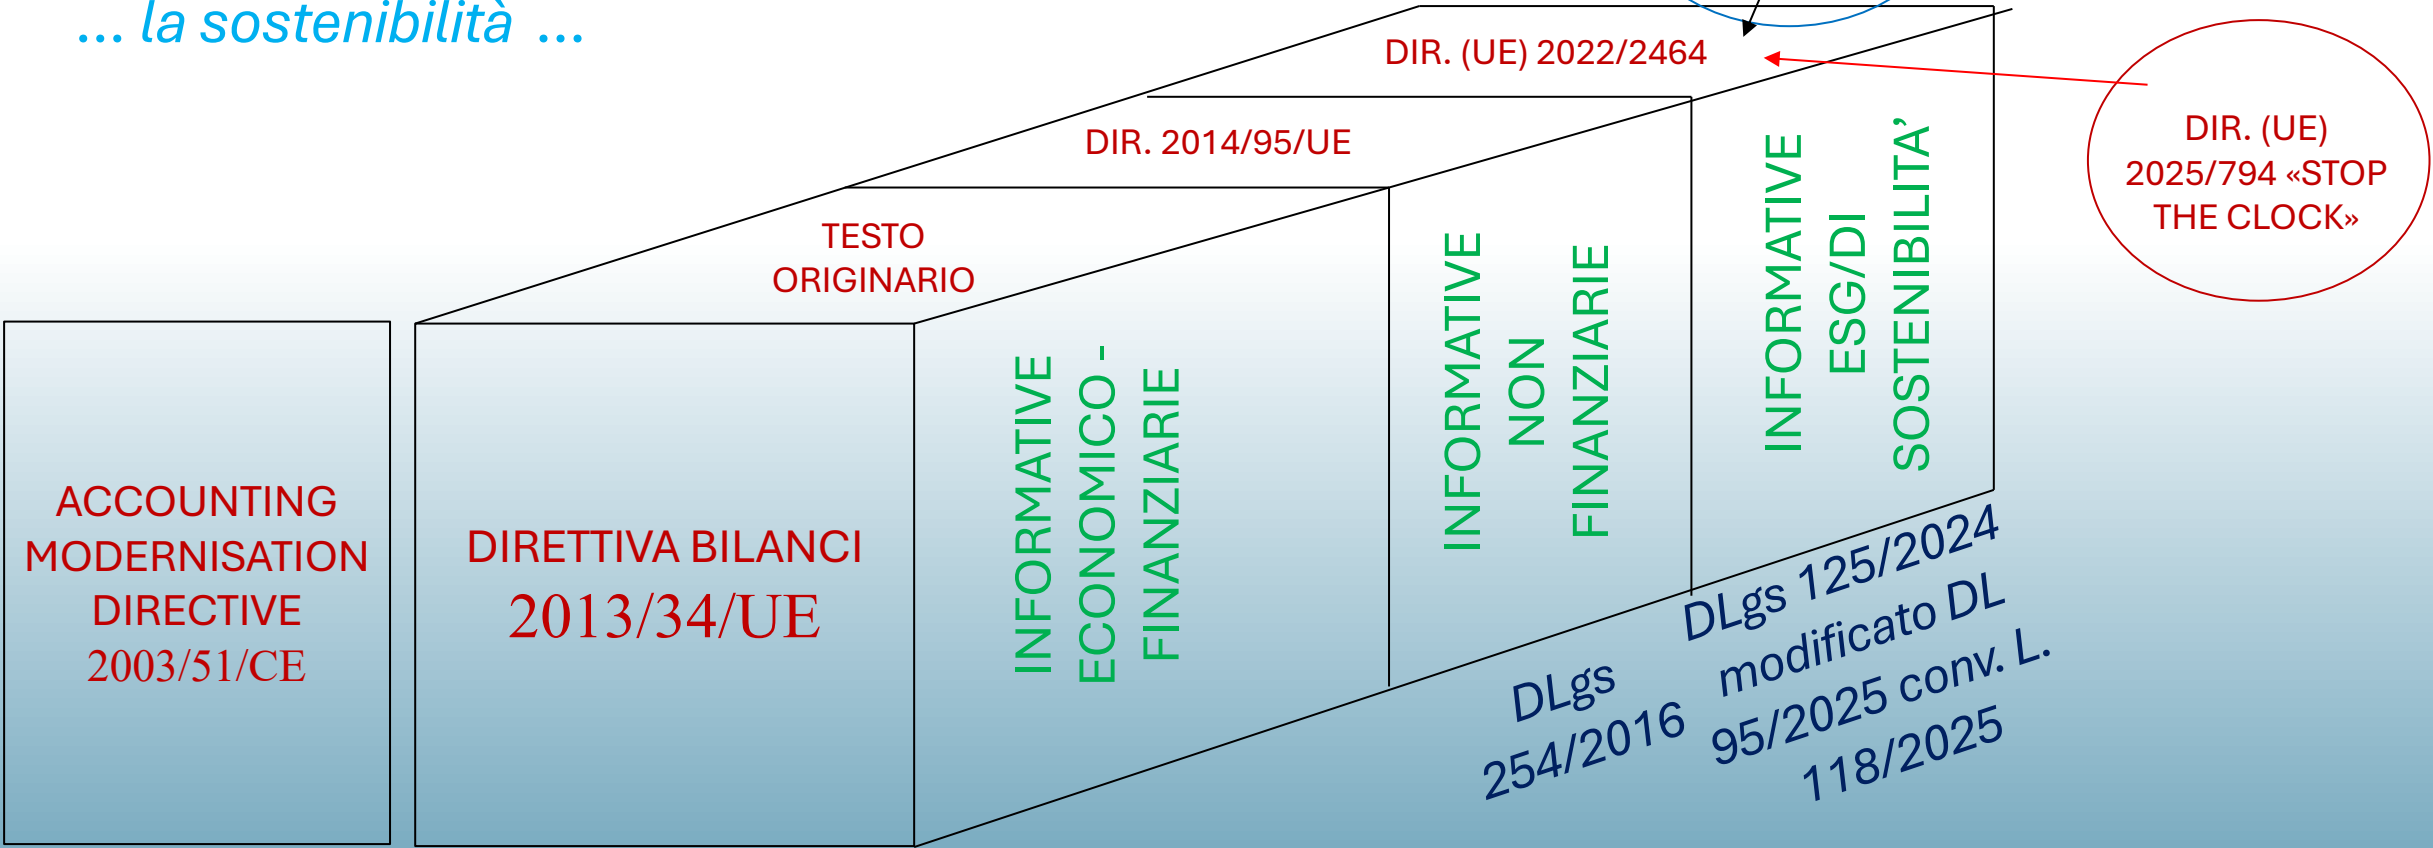 ... la sostenibilità ...
DIR. (UE) 2022/2464
DIR. 2014/95/UE
TESTO
ORIGINARIO
DIR. (UE)
2025/794 «STOP
THE CLOCK»
ACCOUNTING
MODERNISATION
DIRECTIVE
2003/51/CE
DIRETTIVA BILANCI
2013/34/UE
INFORMATIVE
ECONOMICO -
FINANZIARIE
INFORMATIVE
NON
FINANZIARIE
INFORMATIVE
ESG/DI
SOSTENIBILITA’
DLgs
254/2016
DLgs 125/2024
modificato DL
95/2025 conv. L.
118/2025